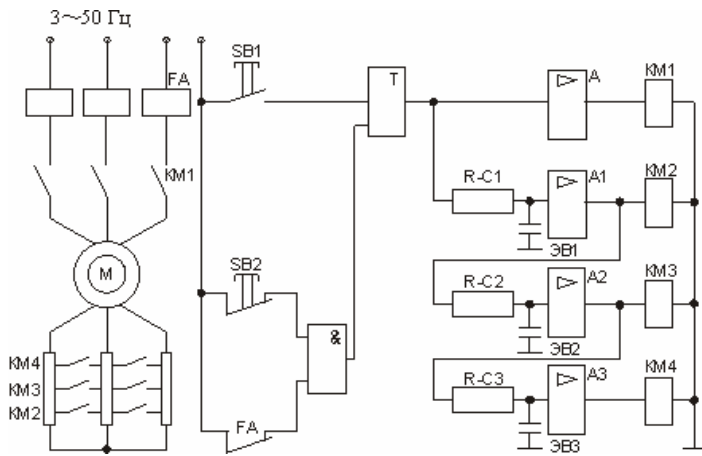 3~50 Гц
FA
KM1
M
KM4
KM3
KM2
SB1
SB2
FA
&
T
A
KM1
R-C1
A1
KM2
ЭВ1
R-C2
A2
KM3
ЭВ2
R-C3
A3
KM4
ЭВ3